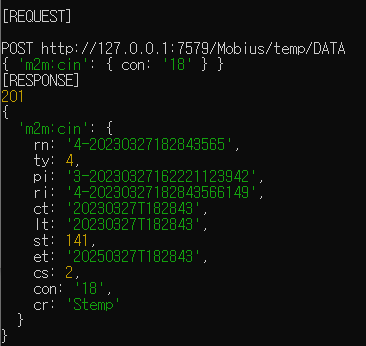 [REQUEST]
POST http://127.0.0.1:7579/Mobius/temp/DATA
{ 'm2m:cin': { con: '18' } }
[RESPONSE]
201
{
  'm2m:cin': {
    rn: '4-20230327182843565',
    ty: 4,
    pi: '3-20230327162221123942',
    ri: '4-20230327182843566149',
    ct: '20230327T182843',
    lt: '20230327T182843',
    st: 141,
    et: '20250327T182843',
    cs: 2,
    con: '18',
    cr: 'Stemp'
  }
}